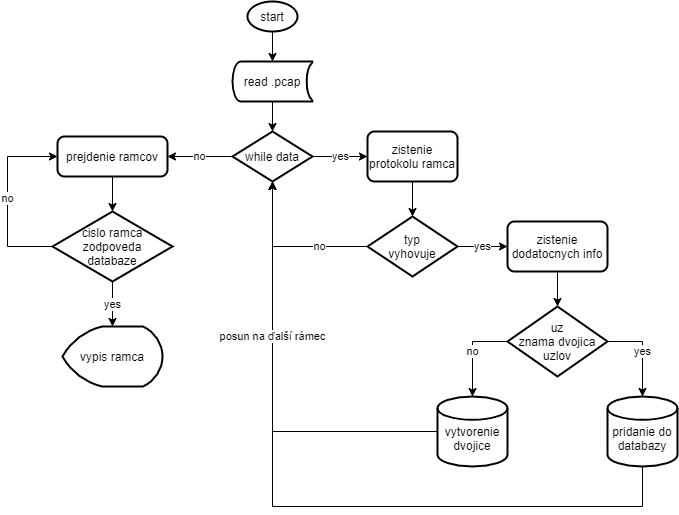 start
read .pcap
while data
no
yes
prejdenie ramcov
zistenie
protokolu ramca
no
cislo ramca
zodpoveda
databaze
typ
vyhovuje
no
yes
zistenie
dodatocnych info
yes
vypis ramca
posun na ďalší rámec
uz
znama dvojica
uzlov
no
yes
vytvorenie
dvojice
pridanie do
databazy